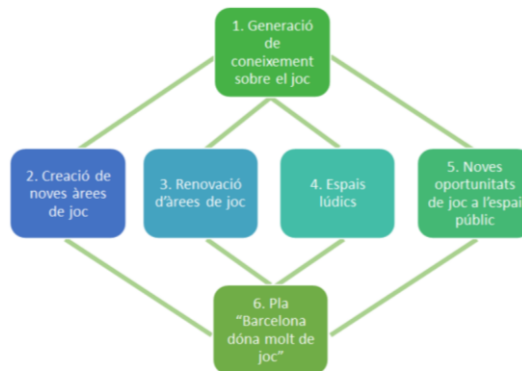 1. Generació
de
coneixement
sobre el joc
2. Creació de
noves àrees
de joc
3. Renovació
d'àrees de joc
4. Espais
lúdics
5. Noves
oportunitats
de joc a l'espai
públic
6. Pla
"Barcelona
dóna molt de
joc"